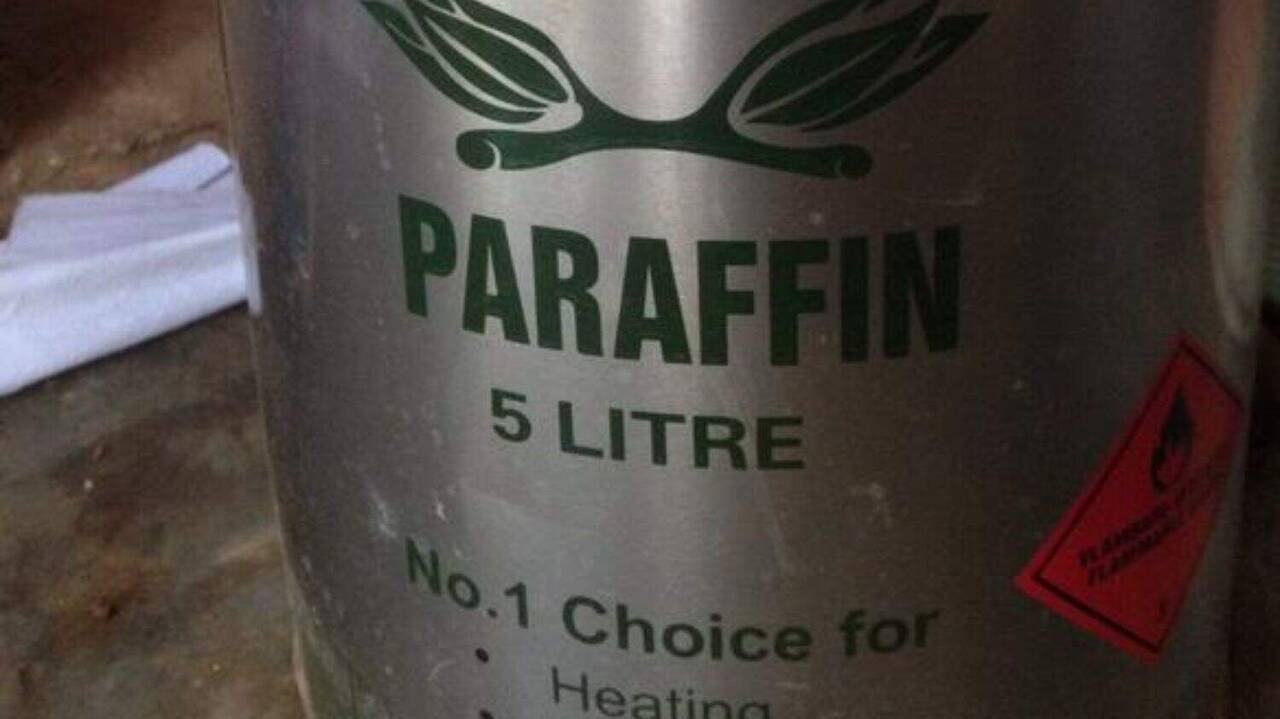 PARAFFIN
5 LITRE
No.1 Choice for
• Heating